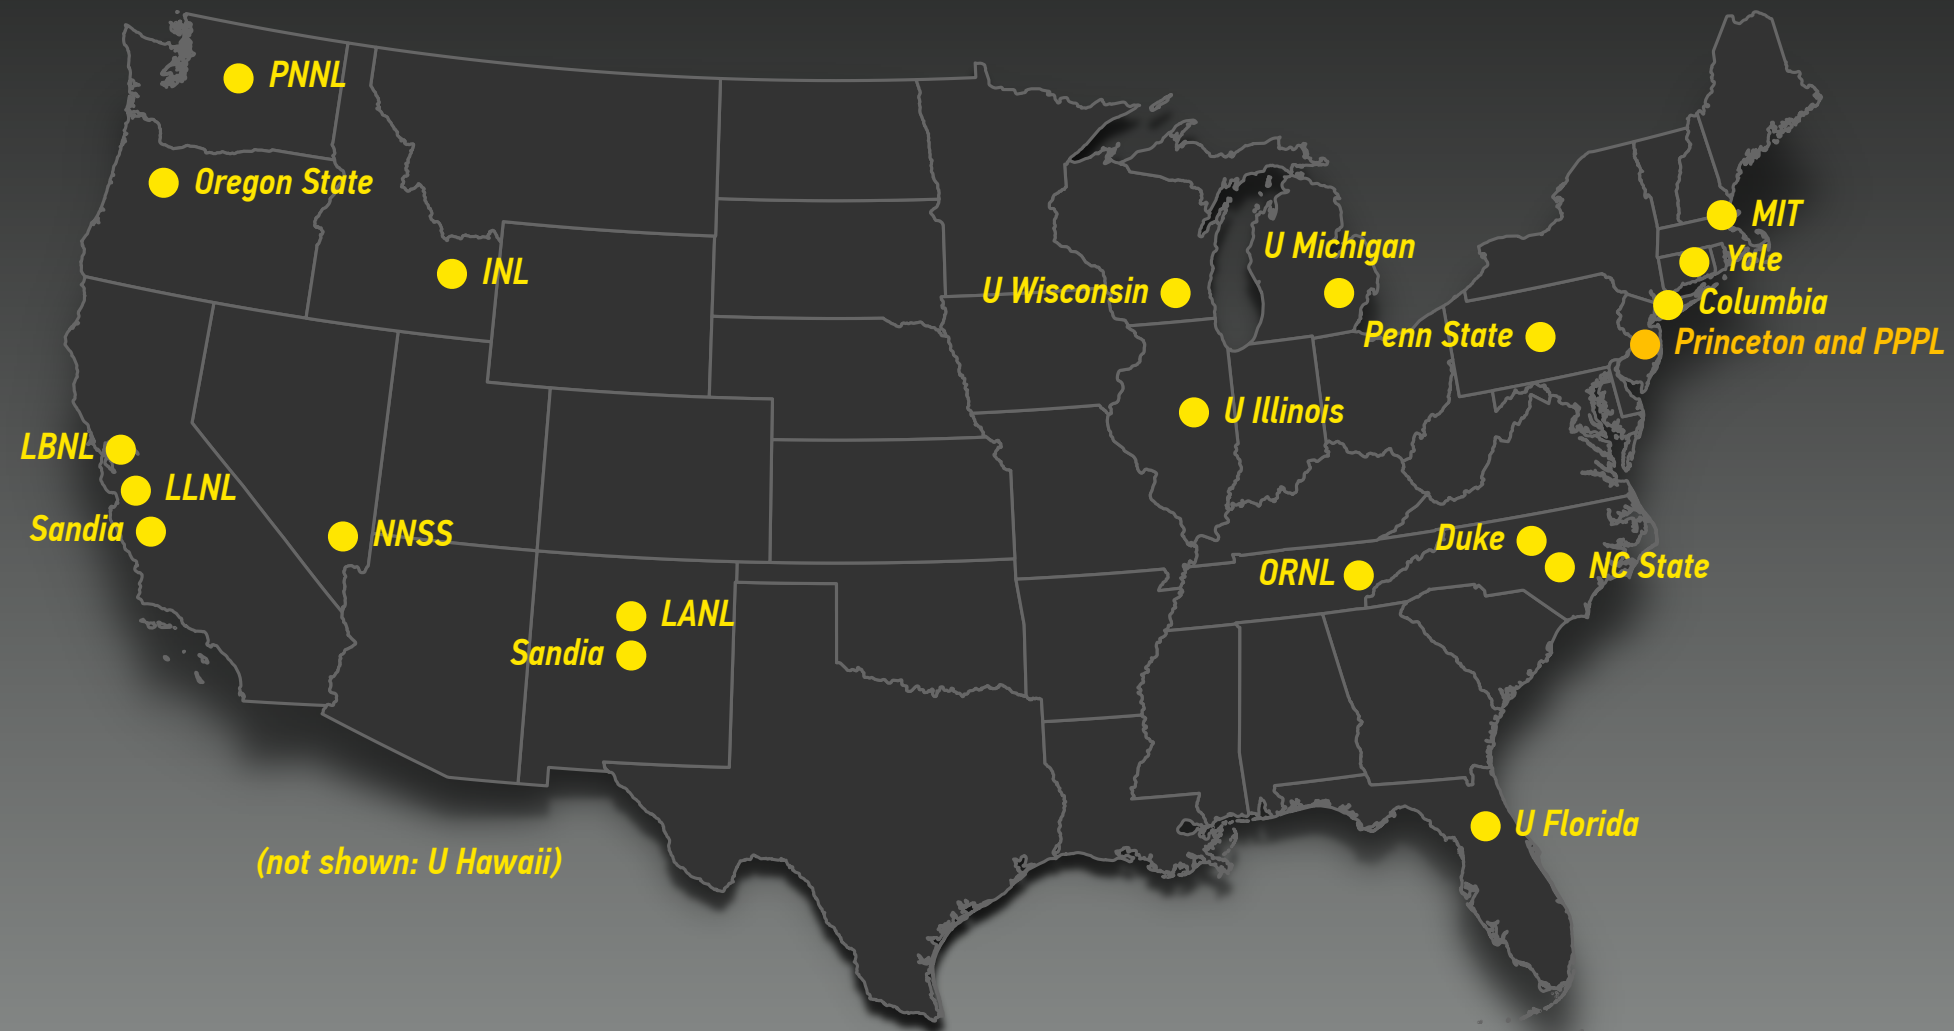 PNNL
Oregon State
INL
MIT
Yale
U Michigan
U Wisconsin
Columbia
Penn State
Princeton and PPPL
U Illinois
LBNL
LLNL
Sandia
NNSS
Duke
NC State
ORNL
LANL
Sandia
U Florida
(not shown: U Hawaii)